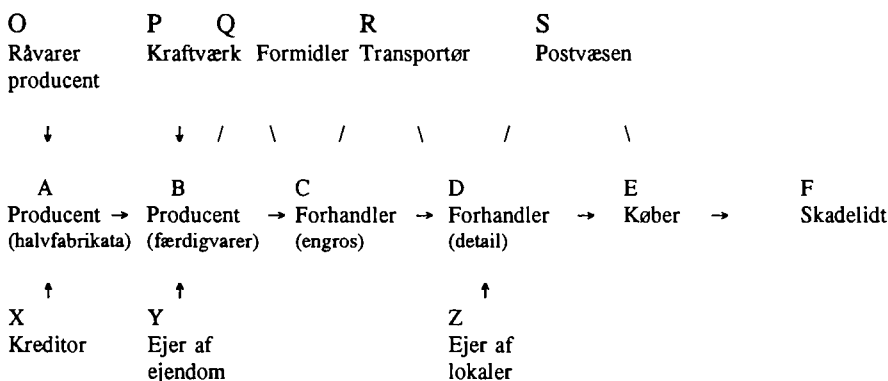 O P Q R S
Råvarer Kraftværk Formidler Transportør Postvæsen
producent
↓ ↓ / \ / \ / \
A B C D E F
Producent → Producent → Forhandler → Forhandler → Køber → Skadelidt
(halvfabrikata) (færdigvarer) (engros) (detail)
↑ ↑ ↑
X Y Z
Kreditor Ejer af Ejer af
ejendom lokaler